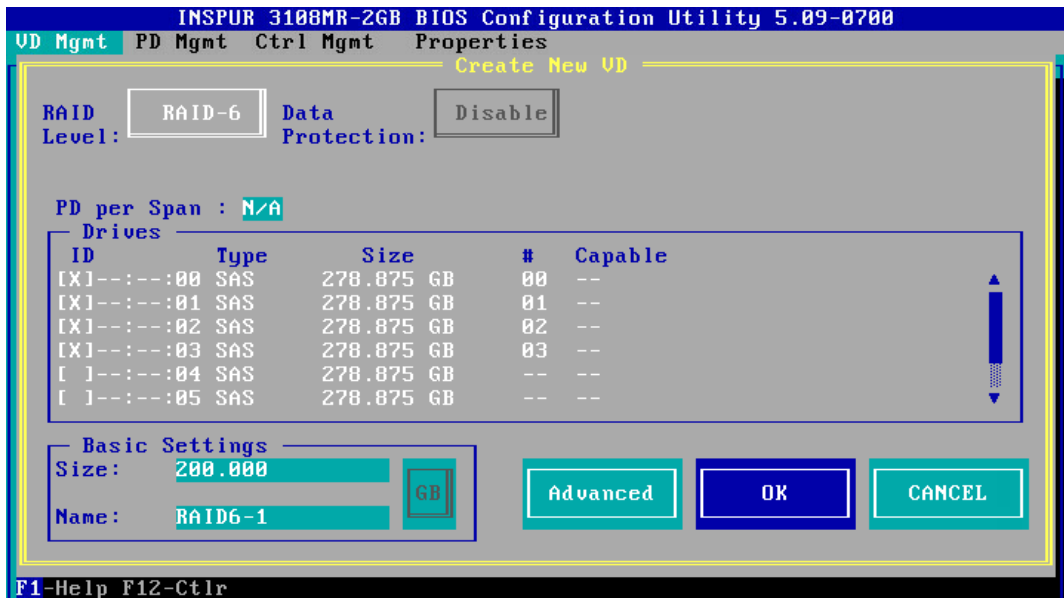 INSPUR 3108MR-2GB BIOS Configuration Utility 5.09-0700
VD Mgmt PD Mgmt Ctrl Mgmt Properties
Create New VD
RAID Level: RAID-6 Data Protection: Disable
PD per Span : N/A
Drives
ID Type Size # Capable
[X]--:--:00 SAS 278.875 GB 00 --
[X]--:--:01 SAS 278.875 GB 01 --
[X]--:--:02 SAS 278.875 GB 02 --
[X]--:--:03 SAS 278.875 GB 03 --
[ ]--:--:04 SAS 278.875 GB -- --
[ ]--:--:05 SAS 278.875 GB -- --
Basic Settings
Size: 200.000 GB
Name: RAID6-1
Advanced OK CANCEL
F1-Help F12-Ctlr